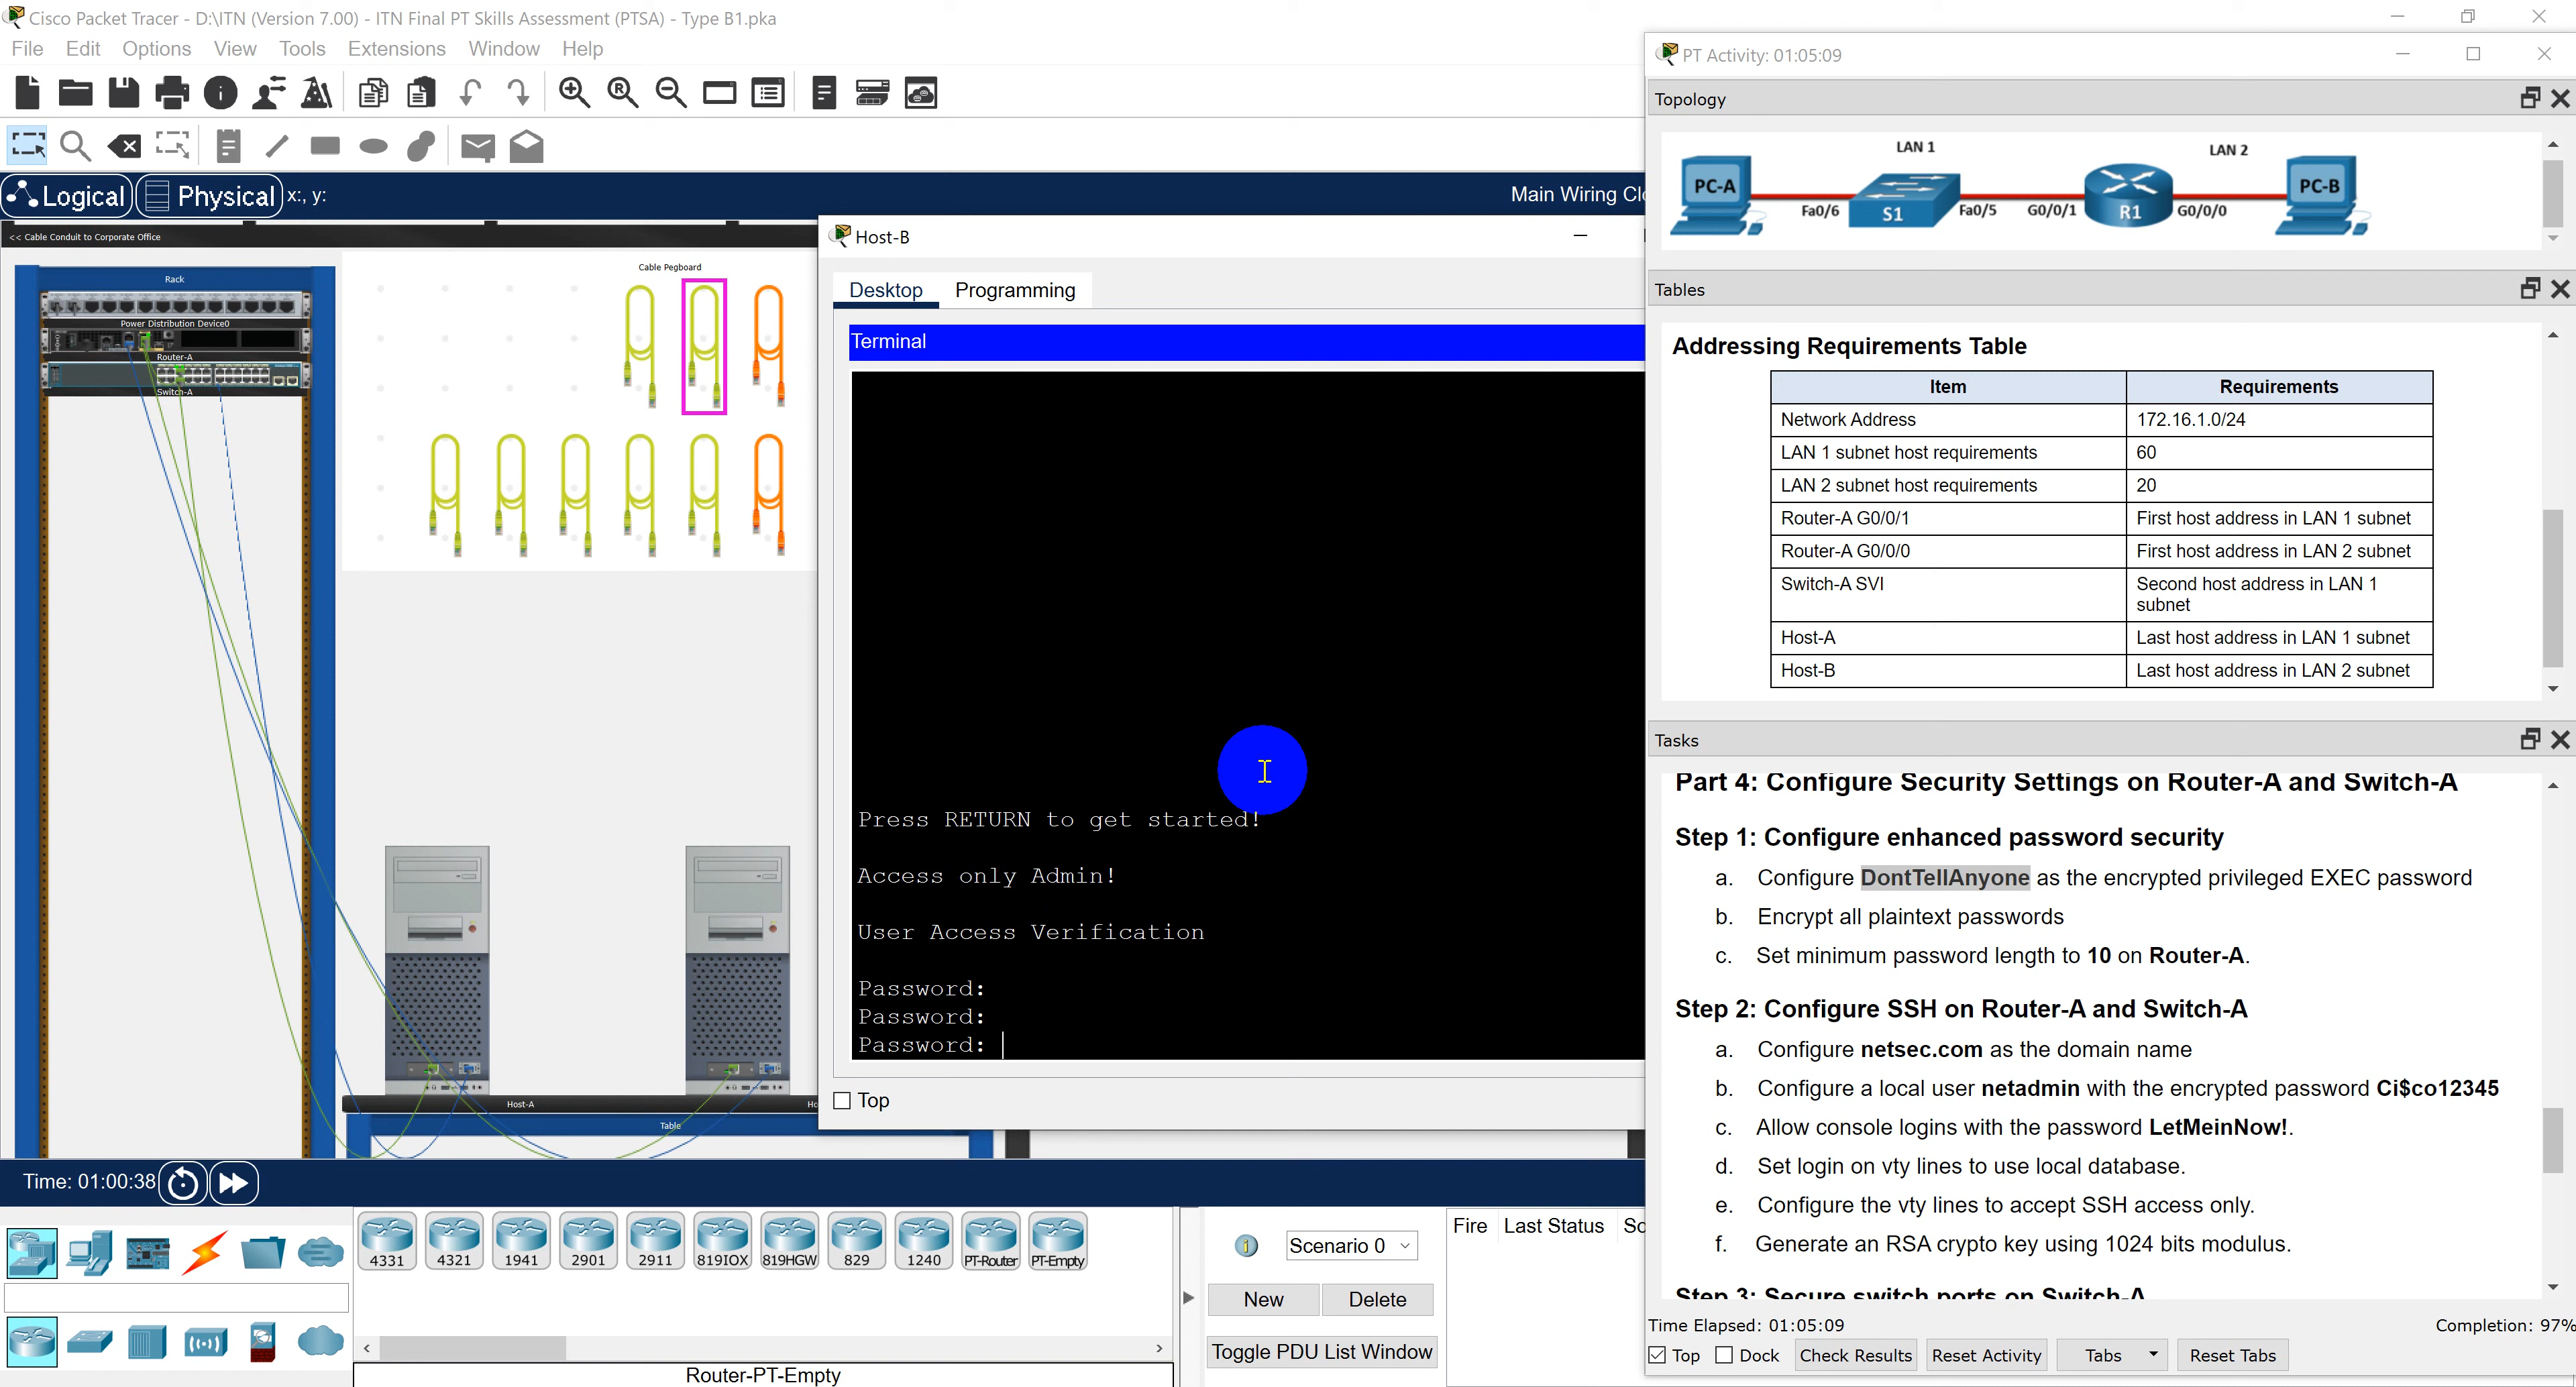 Cisco Packet Tracer - D:\ITN (Version 7.00) - ITN Final PT Skills Assessment (PTSA) - Type B1.pka
File Edit Options View Tools Extensions Window Help
Logical Physical x:, y:
Main Wiring Clo
<< Cable Conduit to Corporate Office
Rack
Power Distribution Device0
Router-A
Switch-A
Cable Pegboard
Host-A
Ho
Table
Host-B
Desktop Programming
Terminal
Press RETURN to get started!
Access only Admin!
User Access Verification
Password:
Password:
Password:
Top
PT Activity: 01:05:09
Topology
LAN 1
LAN 2
PC-A
Fa0/6
S1
Fa0/5
G0/0/1
R1
G0/0/0
PC-B
Tables
Addressing Requirements Table
Item Requirements
Network Address 172.16.1.0/24
LAN 1 subnet host requirements 60
LAN 2 subnet host requirements 20
Router-A G0/0/1 First host address in LAN 1 subnet
Router-A G0/0/0 First host address in LAN 2 subnet
Switch-A SVI Second host address in LAN 1
subnet
Host-A Last host address in LAN 1 subnet
Host-B Last host address in LAN 2 subnet
Tasks
Part 4: Configure Security Settings on Router-A and Switch-A
Step 1: Configure enhanced password security
a. Configure DontTellAnyone as the encrypted privileged EXEC password
b. Encrypt all plaintext passwords
c. Set minimum password length to 10 on Router-A.
Step 2: Configure SSH on Router-A and Switch-A
a. Configure netsec.com as the domain name
b. Configure a local user netadmin with the encrypted password Ci$co12345
c. Allow console logins with the password LetMeinNow!.
d. Set login on vty lines to use local database.
e. Configure the vty lines to accept SSH access only.
f. Generate an RSA crypto key using 1024 bits modulus.
Step 3: Secure switch ports on Switch-A
Time Elapsed: 01:05:09 Completion: 97%
Top Dock Check Results Reset Activity Tabs Reset Tabs
Time: 01:00:38
4331 4321 1941 2901 2911 819IOX 819HGW 829 1240 PT-Router PT-Empty
Router-PT-Empty
Scenario 0
New Delete
Toggle PDU List Window
Fire Last Status So